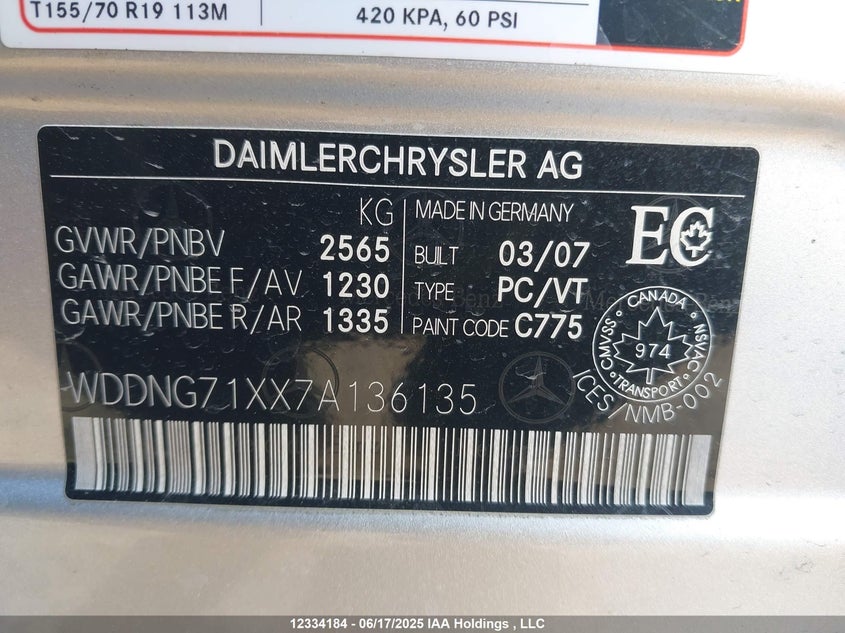 T155/70 R19 113M
420 KPA, 60 PSI
DAIMLERCHRYSLER AG
KG
MADE IN GERMANY
GVWR/PNBV 2565
BUILT 03/07
GAWR/PNBE F/AV 1230
TYPE PC/VT
GAWR/PNBE R/AR 1335
PAINT CODE C775
EC
CANADA
CMVSS
NSVAC
974
TRANSPORT
ICES/NMB-002
WDDNG71XX7A136135
12334184 - 06/17/2025 IAA Holdings , LLC